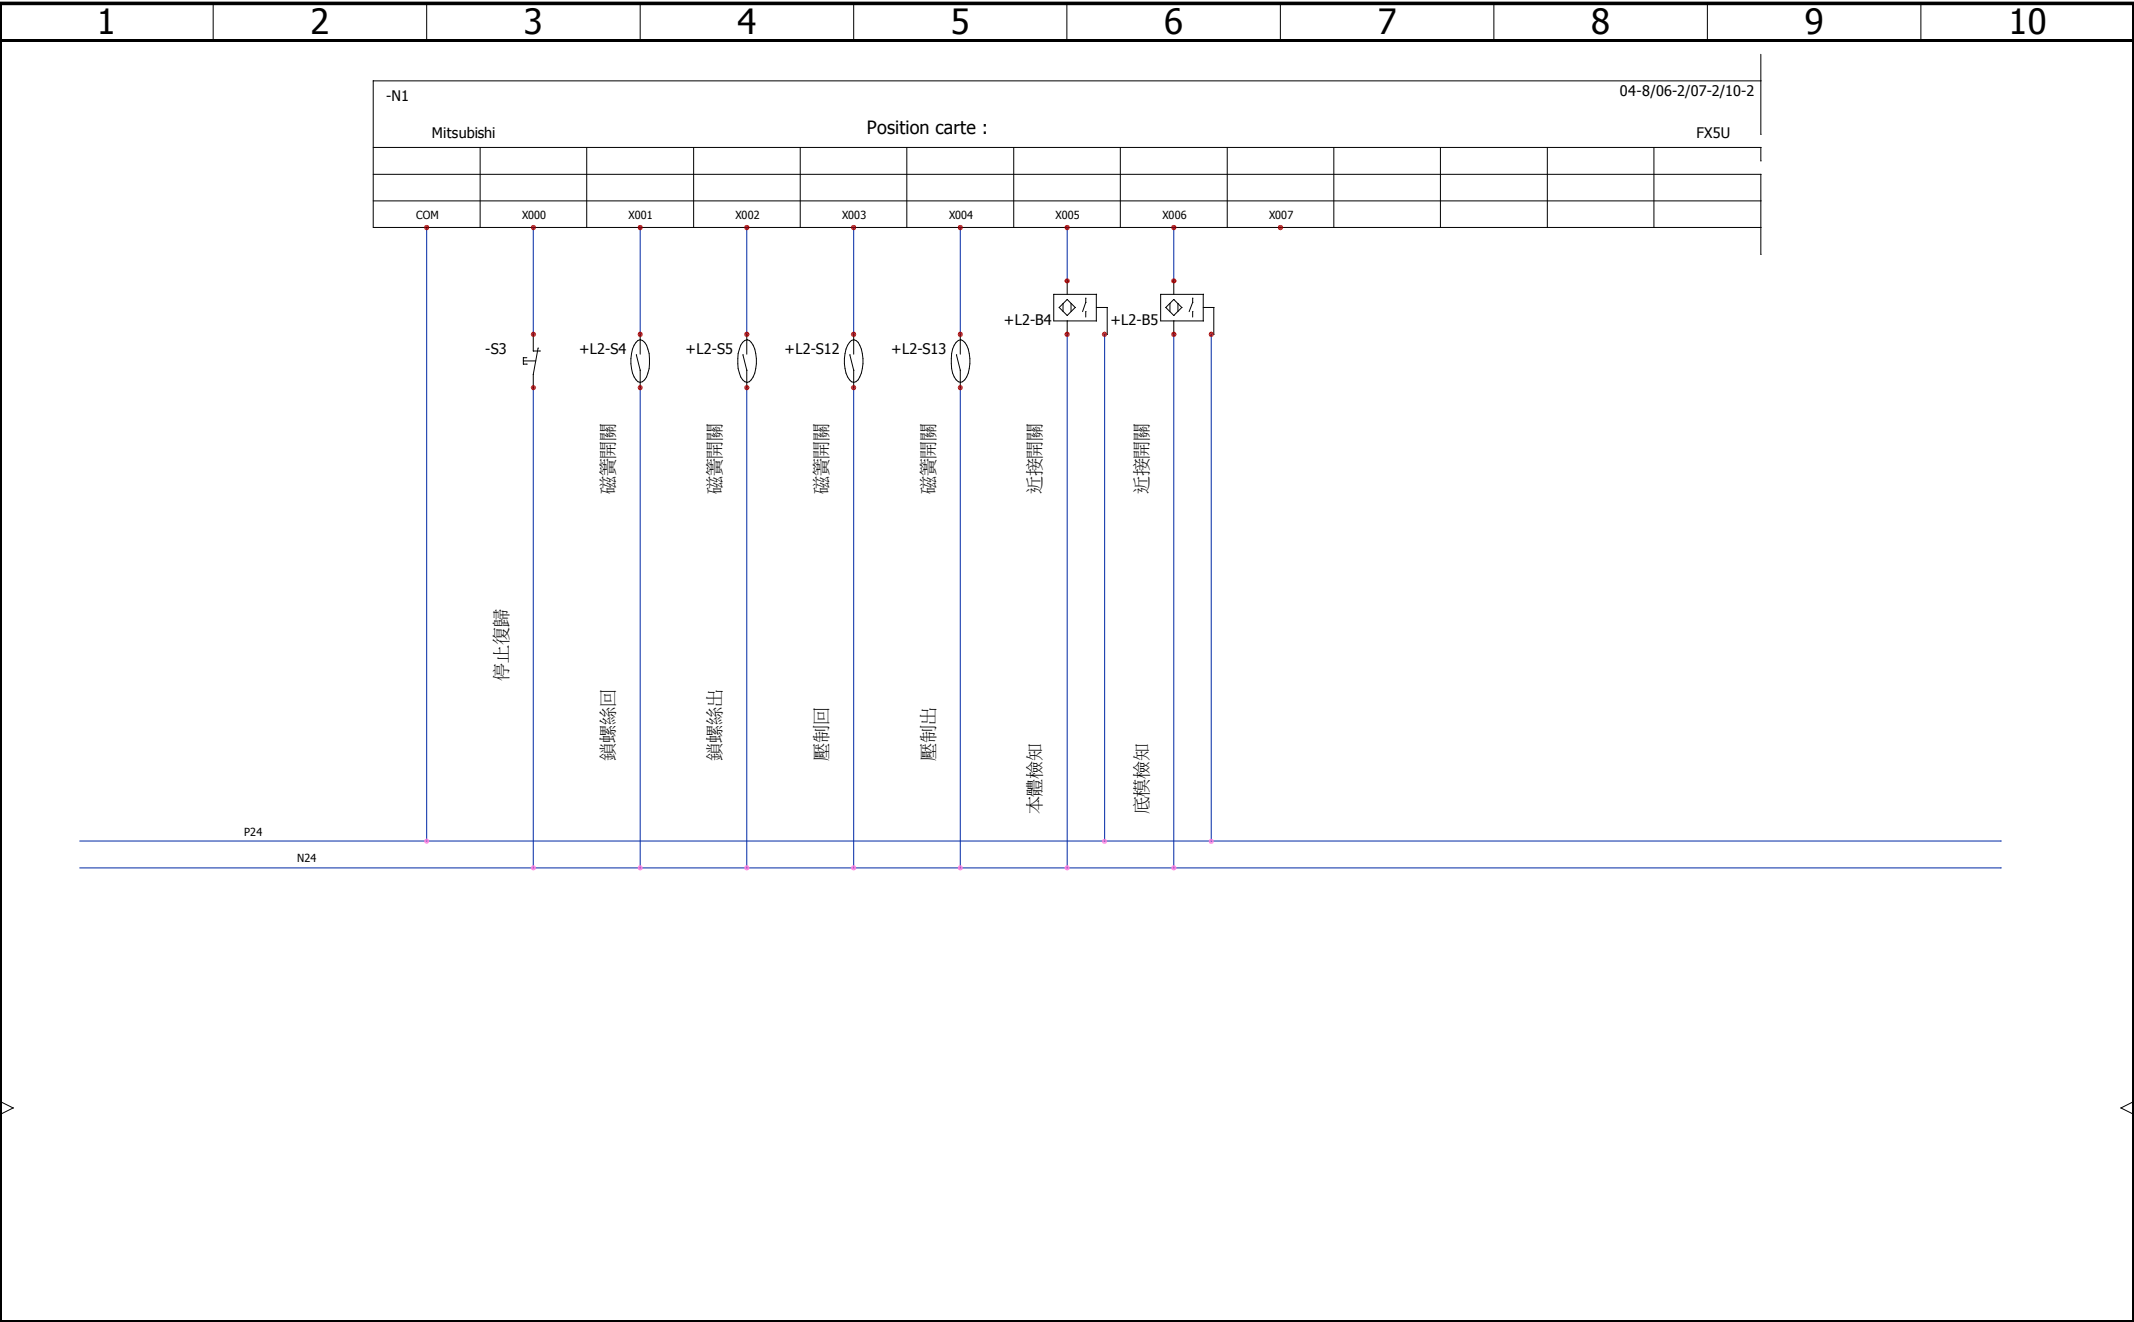 1 2 3 4 5 6 7 8 9 10
-N1 04-8/06-2/07-2/10-2
Mitsubishi Position carte : FX5U
COM X000 X001 X002 X003 X004 X005 X006 X007
+L2-B4 +L2-B5
-S3 +L2-S4 +L2-S5 +L2-S12 +L2-S13
磁簧開關
磁簧開關
磁簧開關
磁簧開關
近接開關
近接開關
停止復歸
鎖螺絲回
鎖螺絲出
壓制回
壓制出
本體檢知
底模檢知
P24
N24